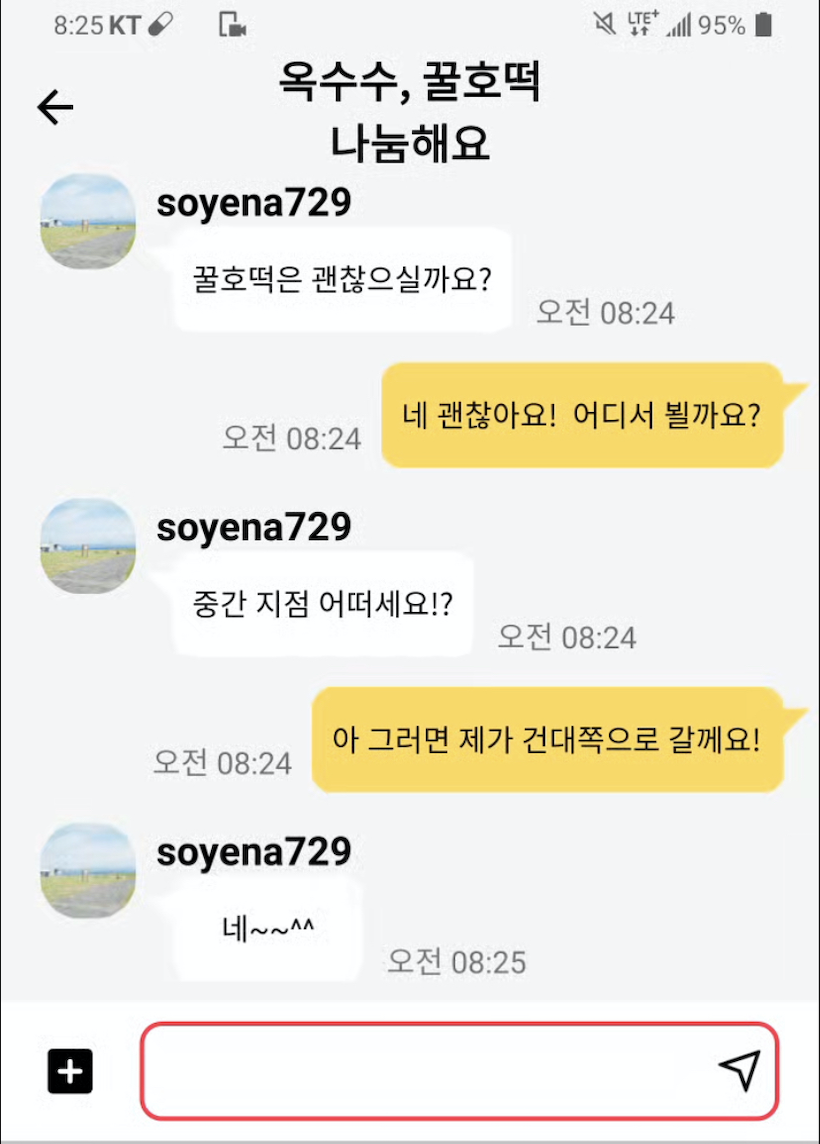 8:25 KT LTE+ 95%
옥수수, 꿀호떡
나눔해요
soyena729
꿀호떡은 괜찮으실까요?
오전 08:24
네 괜찮아요! 어디서 뵐까요?
오전 08:24
soyena729
중간 지점 어떠세요!?
오전 08:24
아 그러면 제가 건대쪽으로 갈께요!
오전 08:24
soyena729
네~~^^
오전 08:25